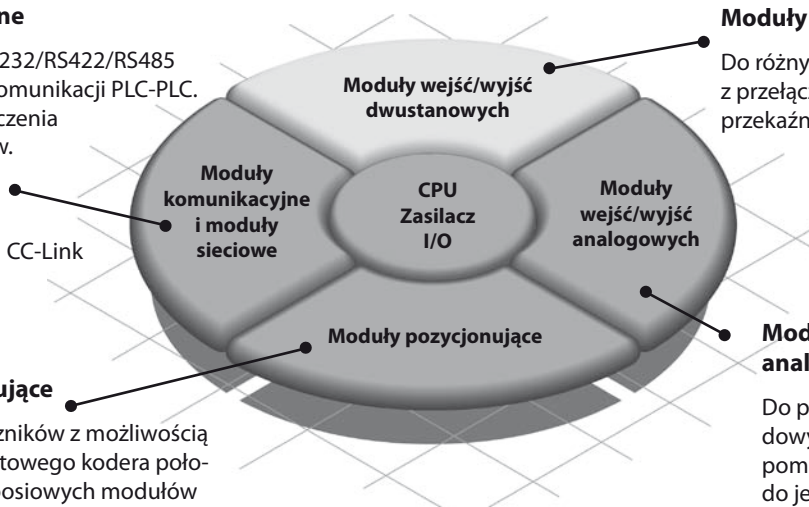 232/RS422/RS485
omunikacji PLC-PLC.
CC-Link
Moduły wejść/wyjść
dwustanowych
Moduły
komunikacyjne
i moduły
sieciowe
CPU
Zasilacz
I/O
Moduły
wejść/wyjść
analogowych
Moduły pozycjonujące
Moduły
Do różny
z przełącz
przekaźn
ne
czenia
w.
ujące
zników z możliwością
towego kodera poło-
posiowych modułów
Mod
anal
Do p
dowy
pom
do je